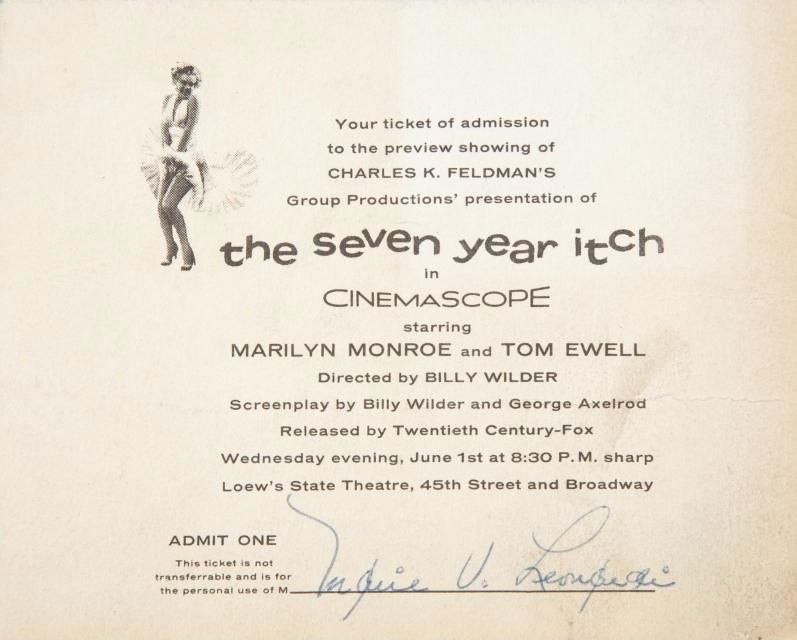 Your ticket of admission
to the preview showing of
CHARLES K. FELDMAN'S
Group Productions' presentation of
the seven year itch
in
CINEMASCOPE
starring
MARILYN MONROE and TOM EWELL
Directed by BILLY WILDER
Screenplay by Billy Wilder and George Axelrod
Released by Twentieth Century-Fox
Wednesday evening, June 1st at 8:30 P.M. sharp
Loew's State Theatre, 45th Street and Broadway
ADMIT ONE
This ticket is not
transferrable and is for
the personal use of M
V.